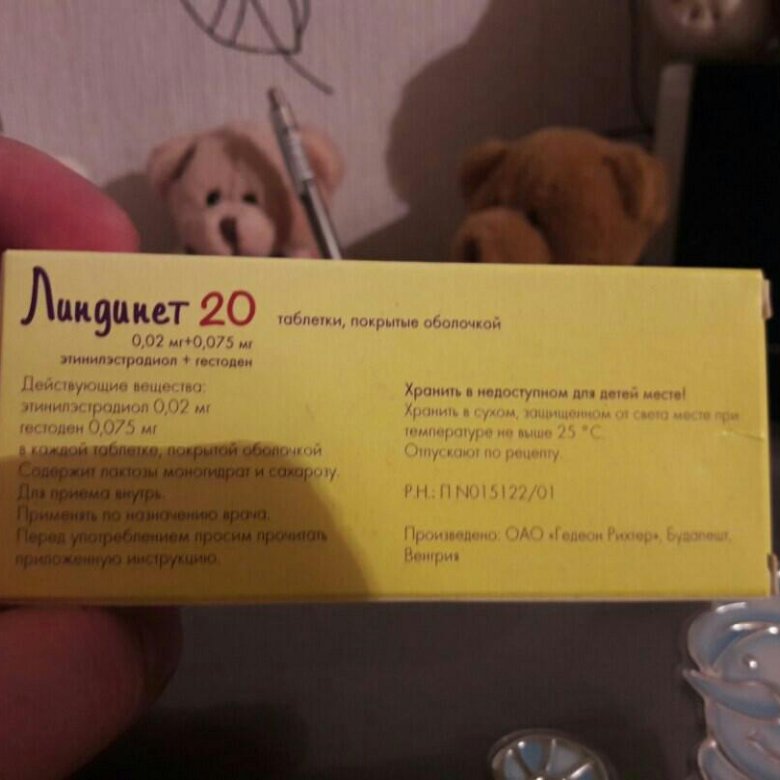 Линдинет 20 таблетки, покрытые оболочкой
0,02 мг+0,075 мг
этинилэстрадиол + гестоден
Действующие вещества:
этинилэстрадиол 0,02 мг
гестоден 0,075 мг
в каждой таблетке, покрытой оболочкой
Содержит лактозы моногидрат и сахарозу.
Для приема внутрь.
Применять по назначению врача.
Перед употреблением просим прочитать
приложенную инструкцию.
Хранить в недоступном для детей месте!
Хранить в сухом, защищенном от света месте при
температуре не выше 25 °С.
Отпускают по рецепту.
Р.Н.: П N015122/01
Произведено: ОАО «Гедеон Рихтер», Будапешт,
Венгрия